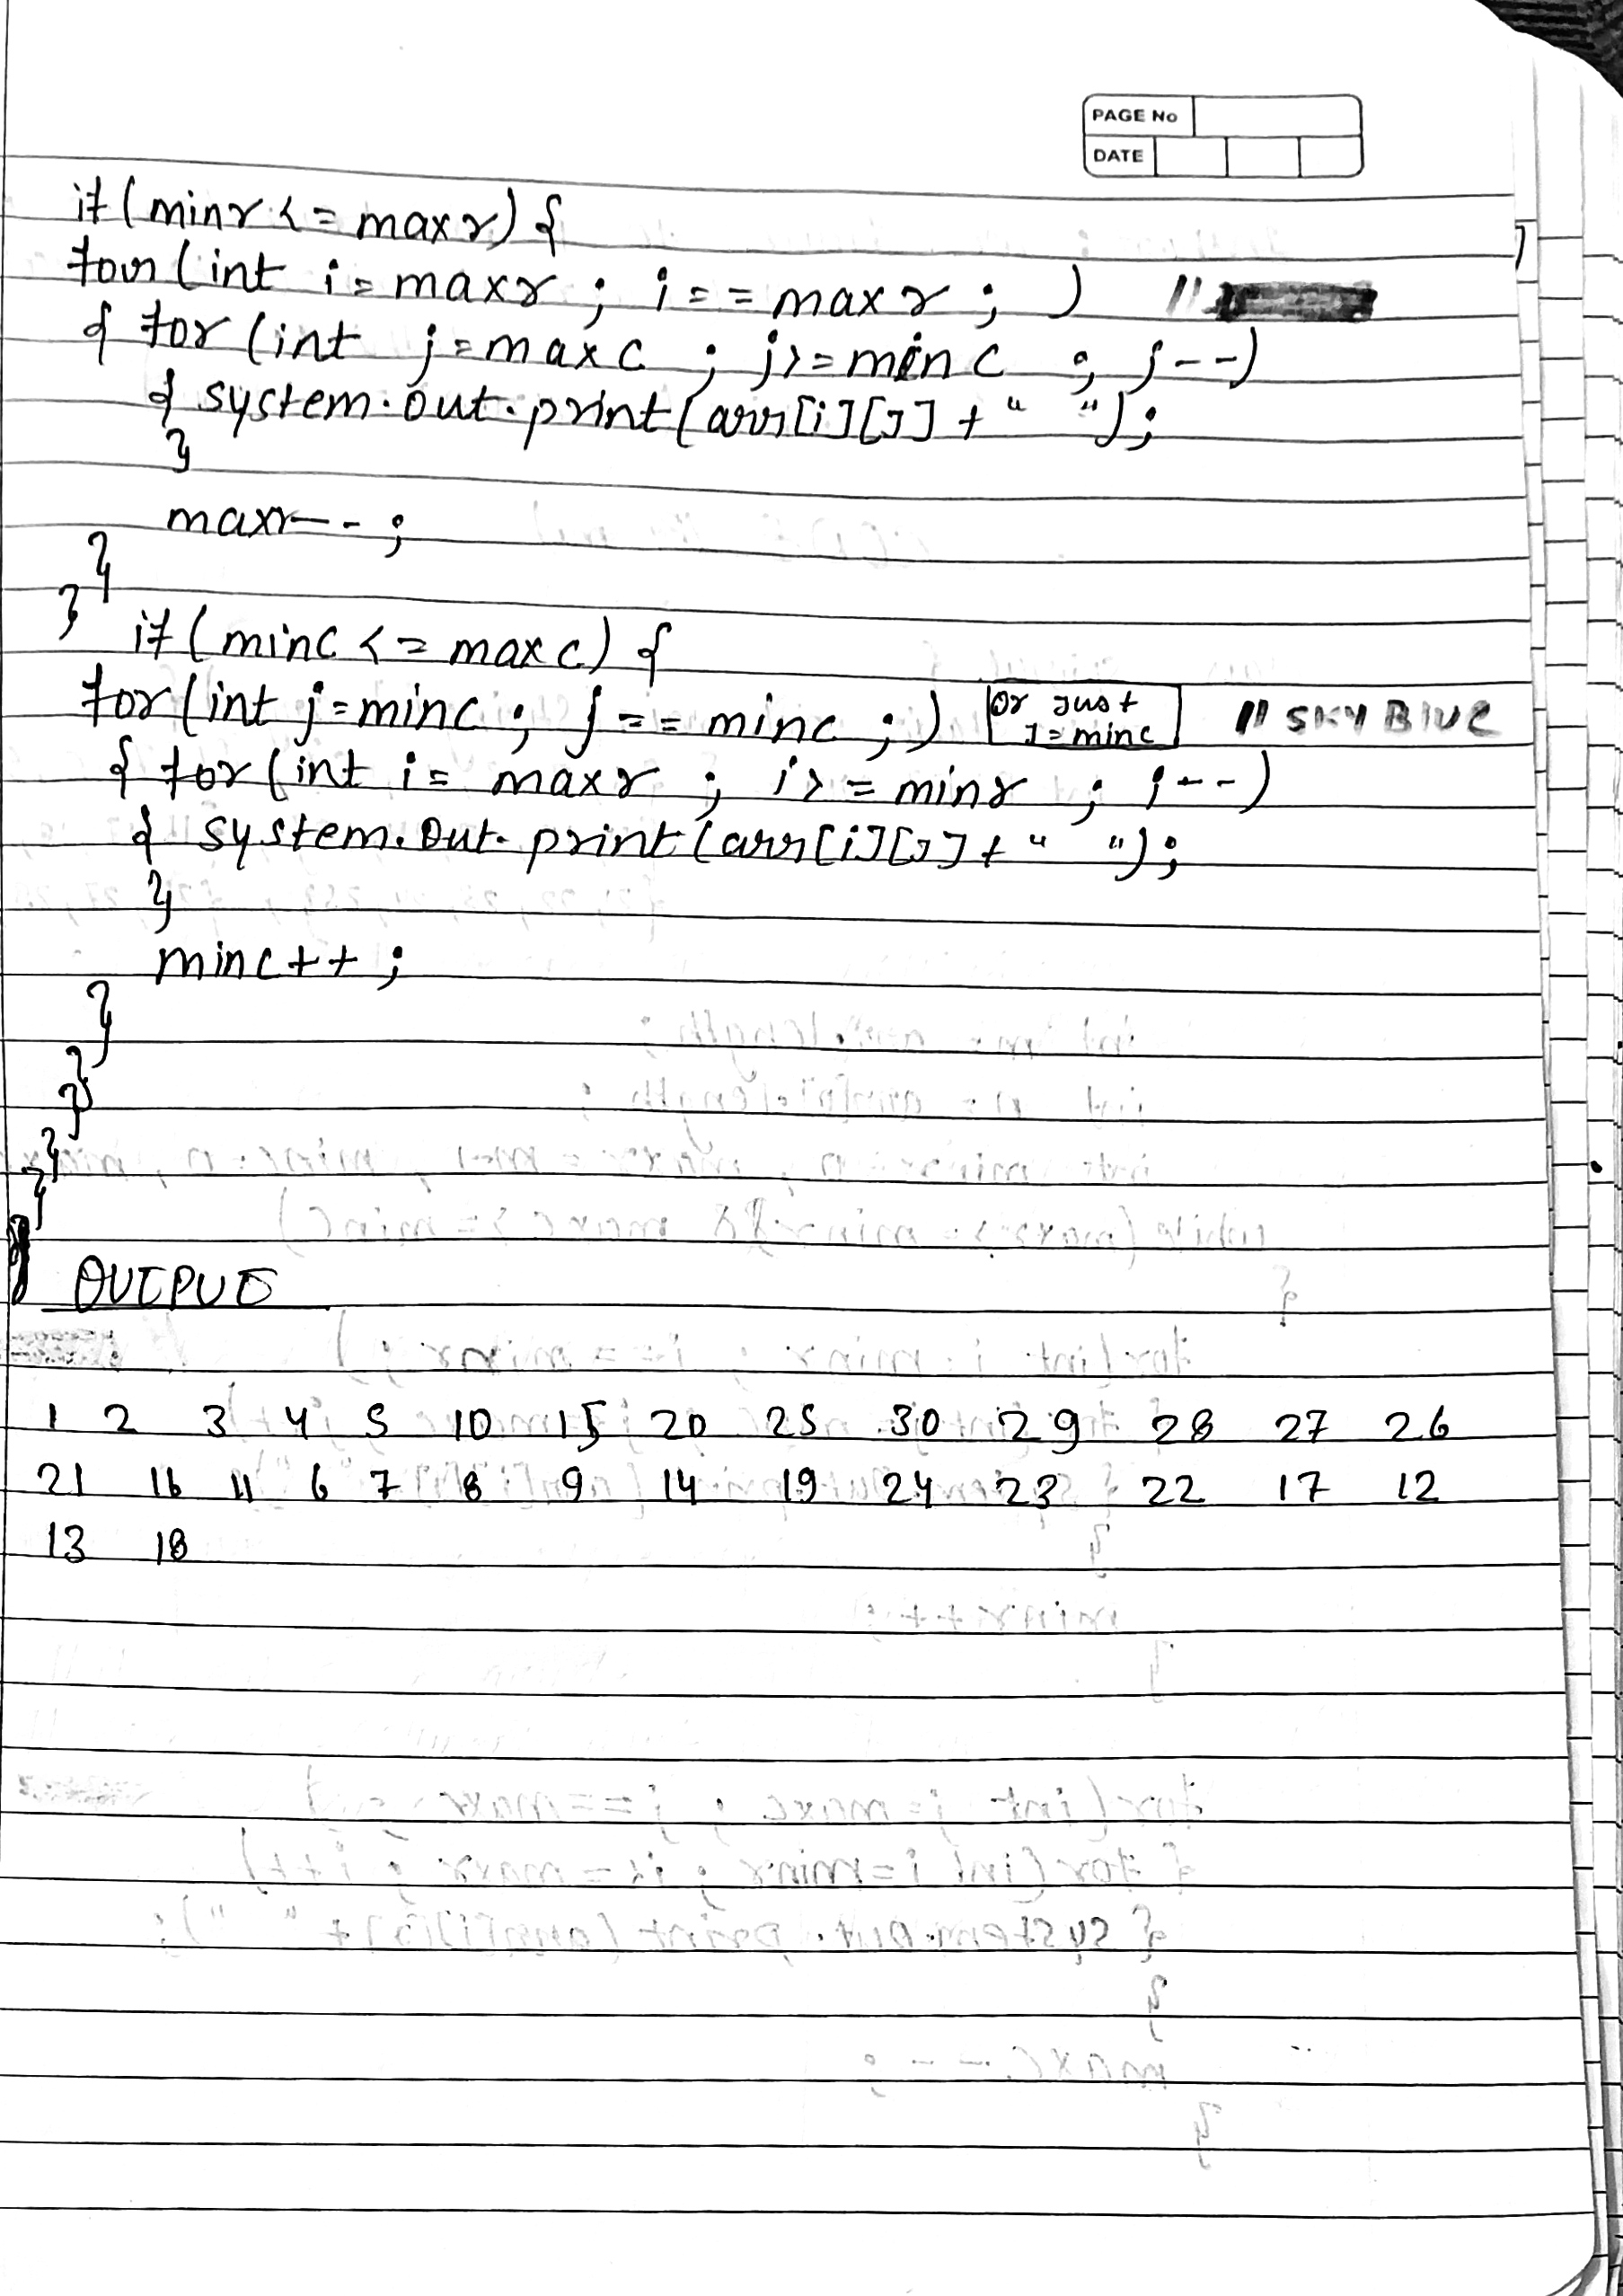 PAGE No
DATE
if (minr <= maxr) {
for (int i = maxr ; i == maxr ; ) //
{ for (int j = maxc ; j >= minc ; j--)
{ system.out.print(arr[i][j] + " ");
}
maxr-- ;
}
}
if (minc <= maxc) {
for (int j = minc ; j == minc ; ) or just j = minc // SKY BLUE
{ for (int i = maxr ; i >= minr ; i--)
{ system.out.print(arr[i][j] + " ");
}
minc++ ;
}
}
}
}
}
}
OUTPUT
1 2 3 4 5 10 15 20 25 30 29 28 27 26
21 16 11 6 7 8 9 14 19 24 23 22 17 12
13 18